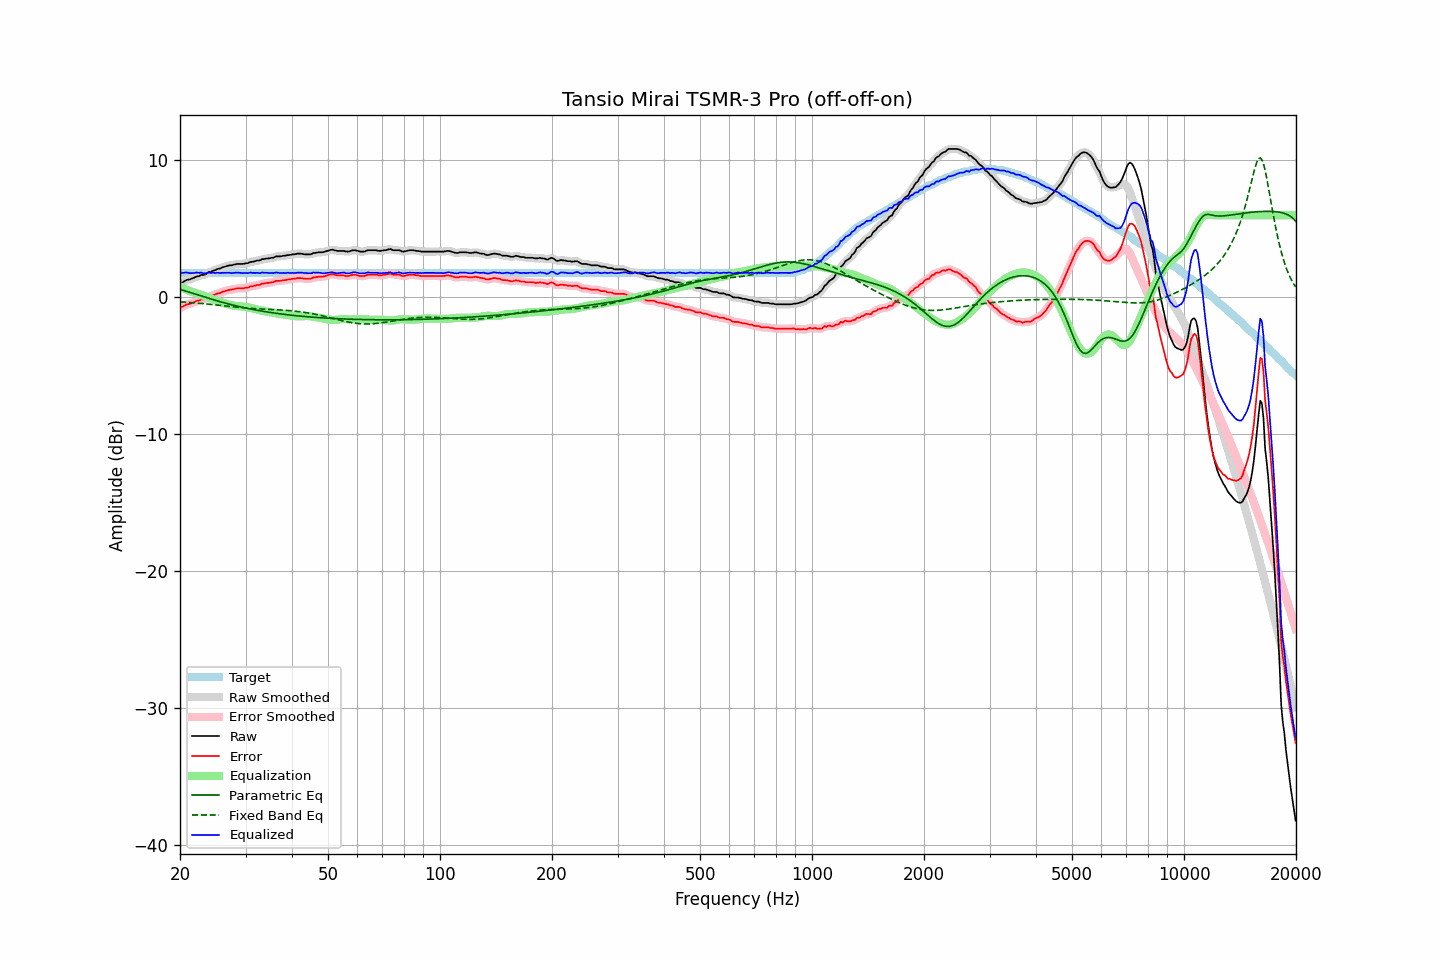 Tansio Mirai TSMR-3 Pro (off-off-on)
10
0
−10
−20
−30
−40
Amplitude (dBr)
Target
Raw Smoothed
Error Smoothed
Raw
Error
Equalization
Parametric Eq
Fixed Band Eq
Equalized
20
50
100
200
500
1000
2000
5000
10000
20000
Frequency (Hz)